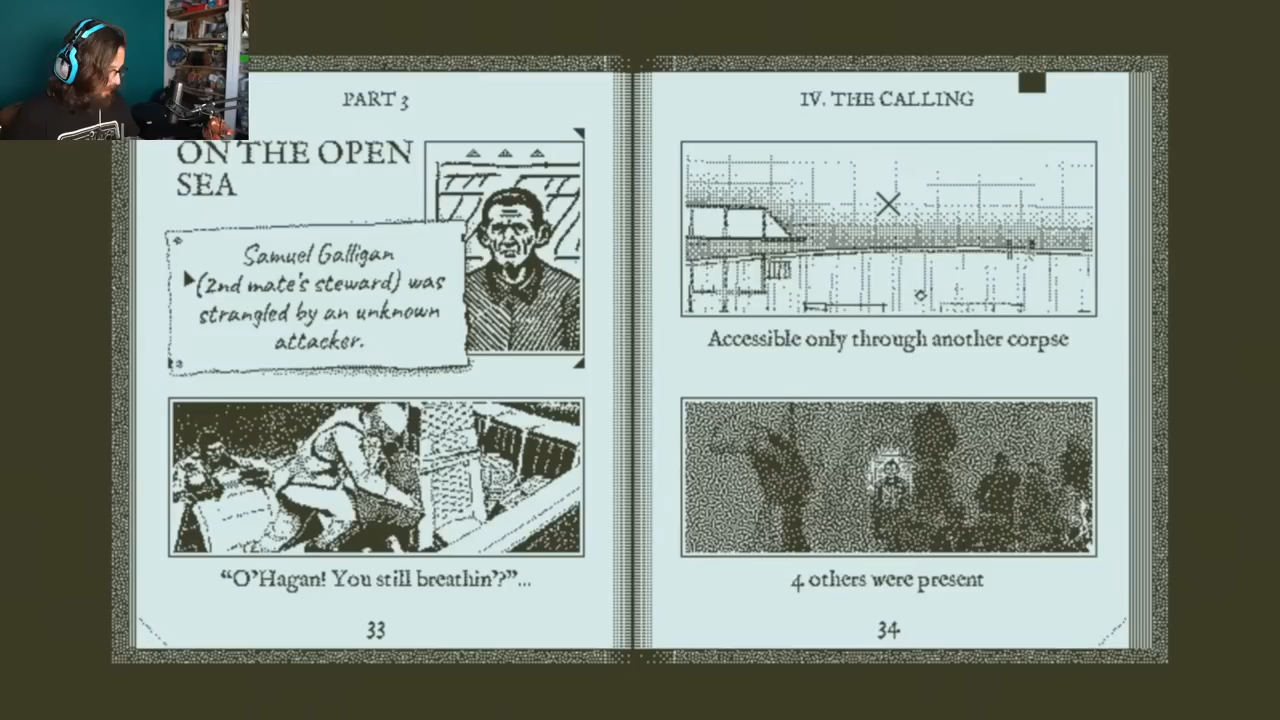 PART 3
ON THE OPEN
SEA
Samuel Galligan
(2nd mate's steward) was
strangled by an unknown
attacker.
“O'Hagan! You still breathin'?”...
33
IV. THE CALLING
Accessible only through another corpse
4 others were present
34